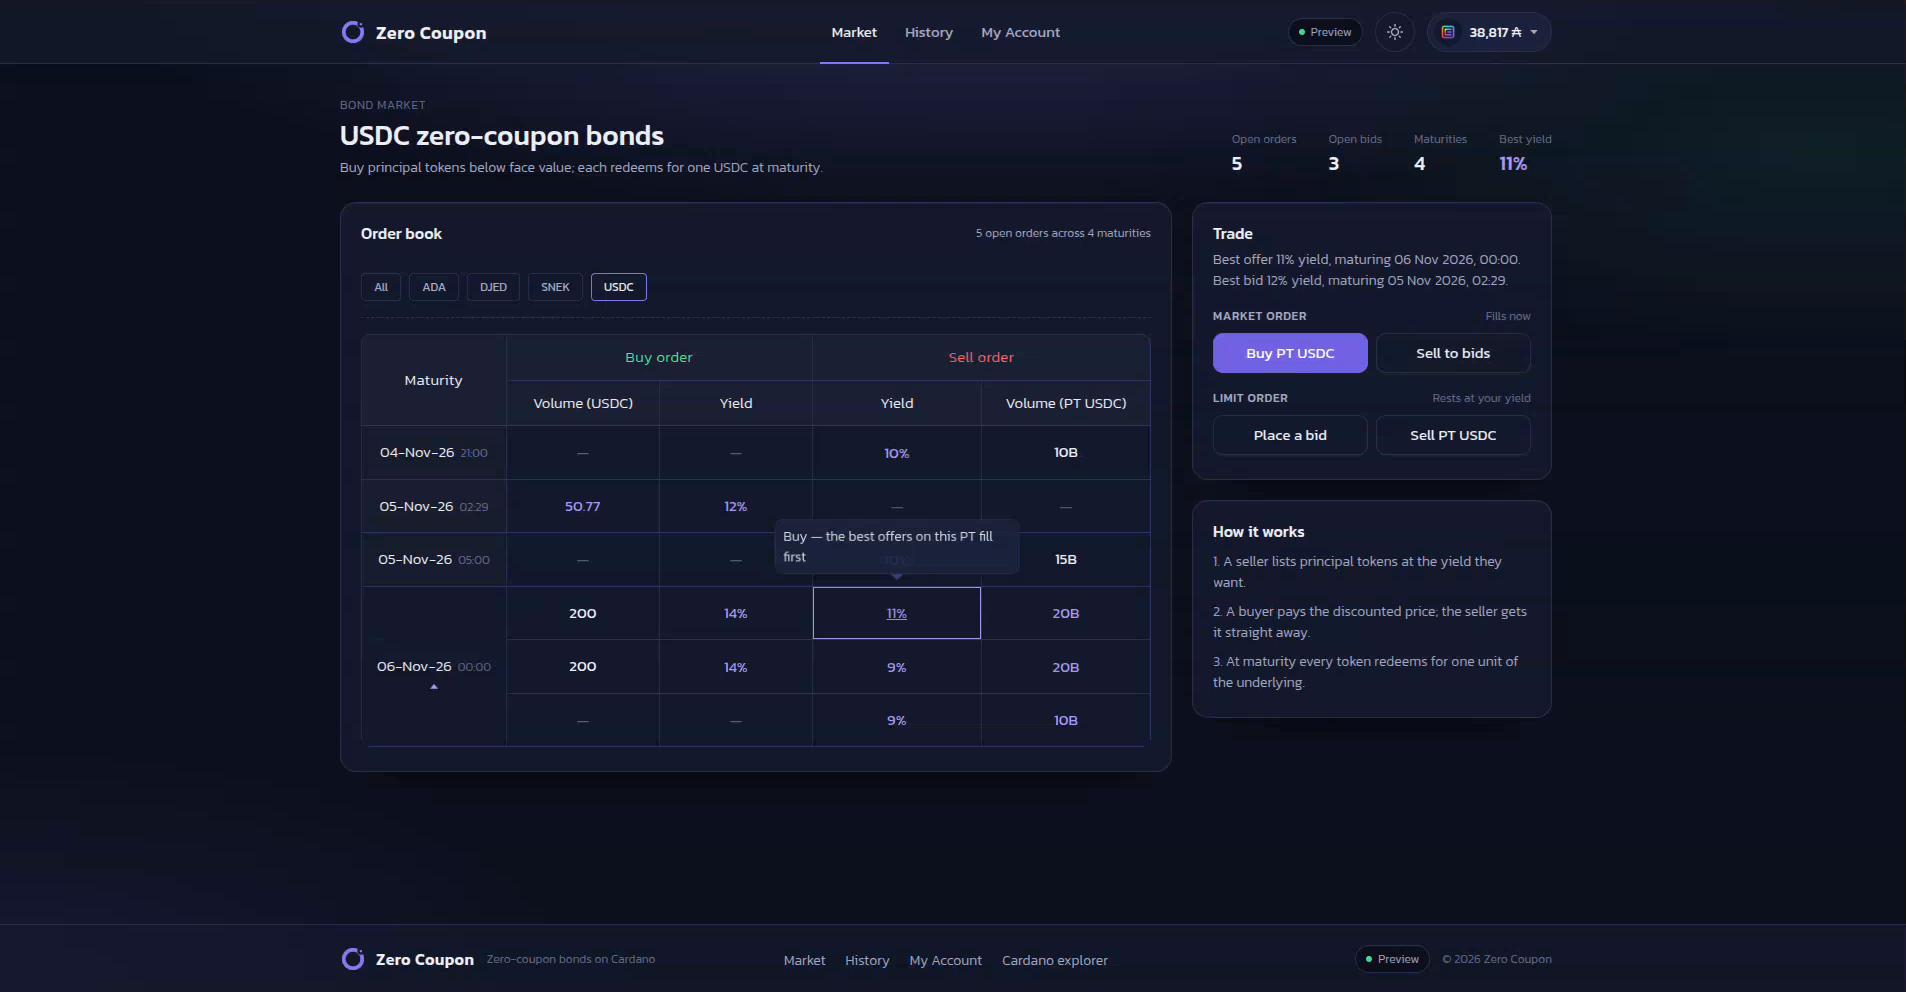 Zero Coupon
Market History My Account
Preview
38,817 ₳
BOND MARKET
USDC zero-coupon bonds
Buy principal tokens below face value; each redeems for one USDC at maturity.
Open orders Open bids Maturities Best yield
5 3 4 11%
Order book
5 open orders across 4 maturities
All ADA DJED SNEK USDC
Maturity Buy order Sell order
Volume (USDC) Yield Yield Volume (PT USDC)
04-Nov-26 21:00 — — 10% 10B
05-Nov-26 02:29 50.77 12% — —
Buy — the best offers on this PT fill
first
05-Nov-26 05:00 — — 10% 15B
200 14% 11% 20B
06-Nov-26 00:00 200 14% 9% 20B
— — 9% 10B
Trade
Best offer 11% yield, maturing 06 Nov 2026, 00:00.
Best bid 12% yield, maturing 05 Nov 2026, 02:29.
MARKET ORDER Fills now
Buy PT USDC Sell to bids
LIMIT ORDER Rests at your yield
Place a bid Sell PT USDC
How it works
1. A seller lists principal tokens at the yield they
want.
2. A buyer pays the discounted price; the seller gets
it straight away.
3. At maturity every token redeems for one unit of
the underlying.
Zero Coupon Zero-coupon bonds on Cardano
Market History My Account Cardano explorer
Preview © 2026 Zero Coupon